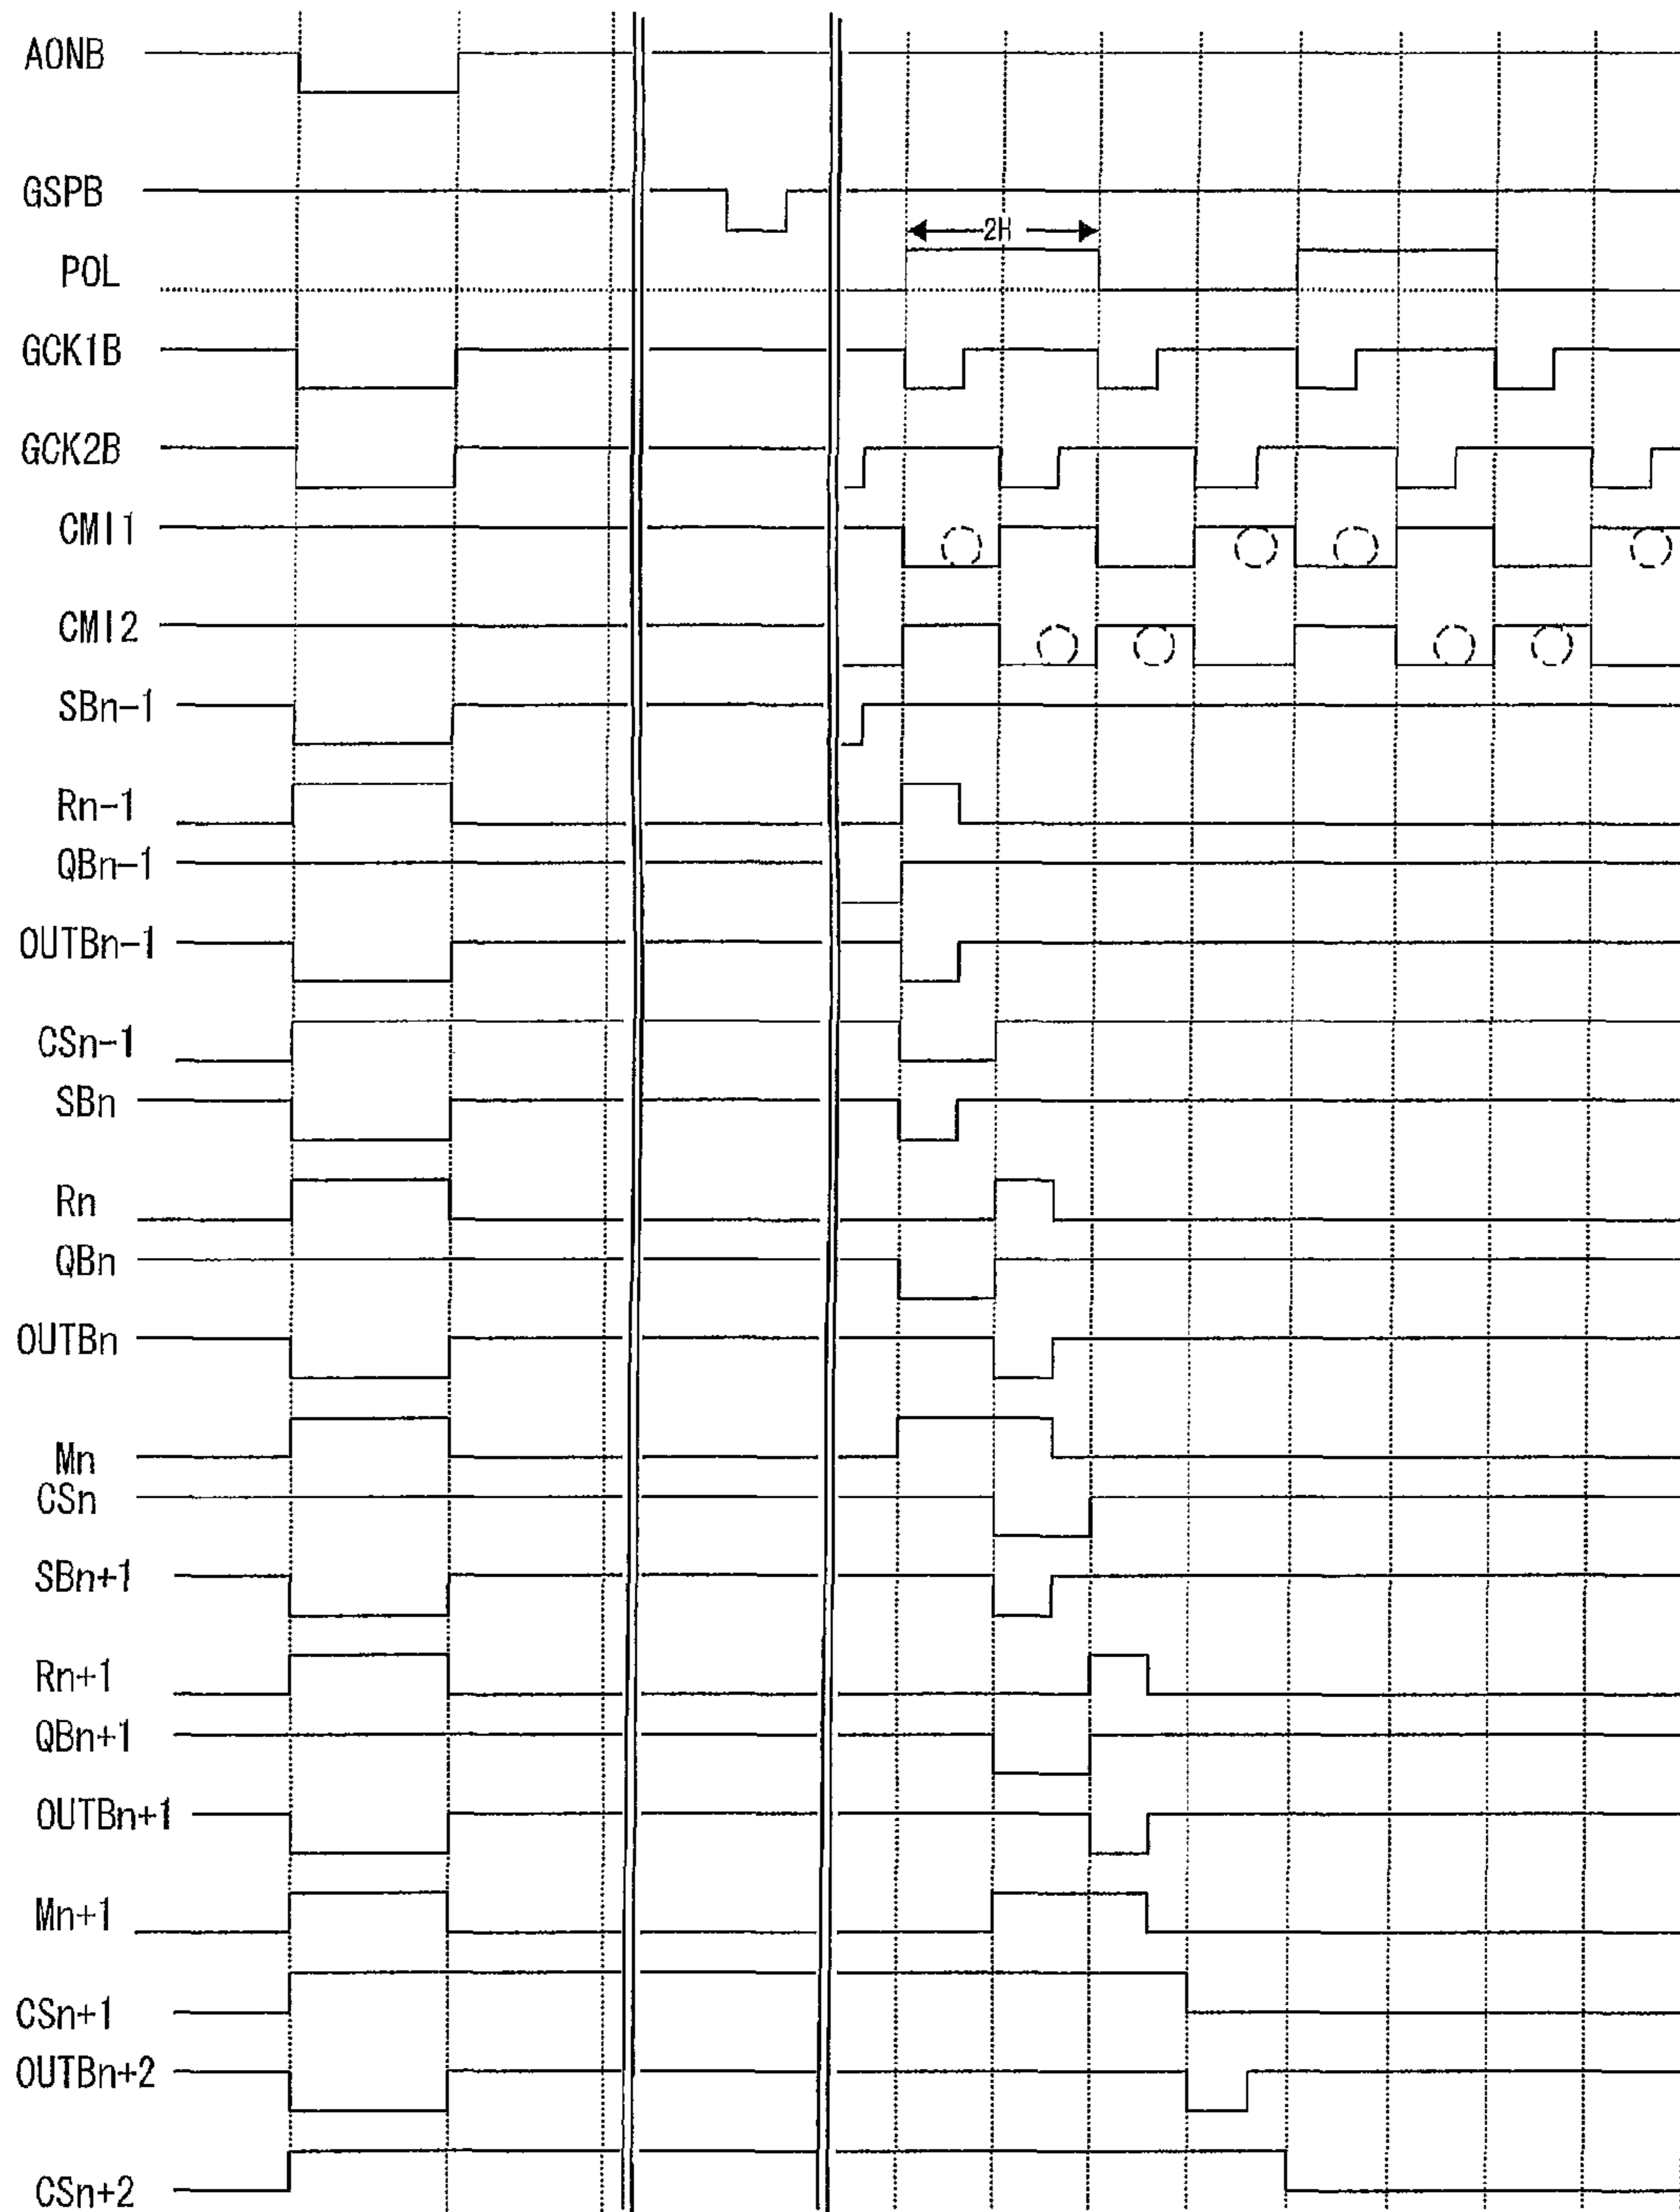 AONB
GSPB
2H
POL
GCK1B
GCK2B
CMI1
CMI2
SBn-1
Rn-1
QBn-1
OUTBn-1
CSn-1
SBn
Rn
QBn
OUTBn
Mn
CSn
SBn+1
Rn+1
QBn+1
OUTBn+1
Mn+1
CSn+1
OUTBn+2
CSn+2